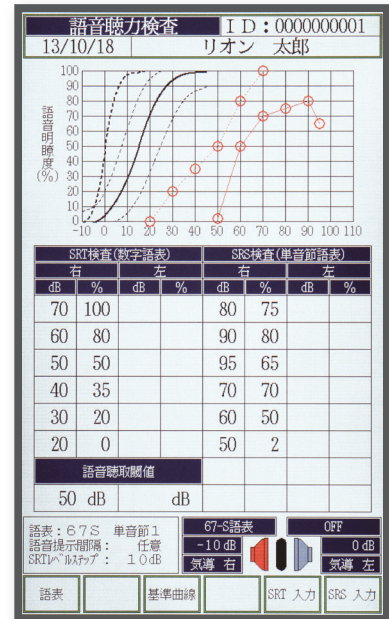 語音聴力検査 ID:0000000001
13/10/18 リオン 太郎
語音明瞭度(%)
100
90
80
70
60
50
40
30
20
10
0
-10 0 10 20 30 40 50 60 70 80 90 100 110
SRT検査(数字語表) SRS検査(単音節語表)
右 左 右 左
dB % dB % dB % dB %
70 100 80 75
60 80 90 80
50 50 95 65
40 35 70 70
30 20 60 50
20 0 50 2
語音聴取閾値
50 dB dB
語表:67S 単音節1
語音提示間隔: 任意
SRTレベルステップ: 10dB
67-S語表 OFF
-10dB 0dB
気導 右 気導 左
語表 基準曲線 SRT 入力 SRS 入力